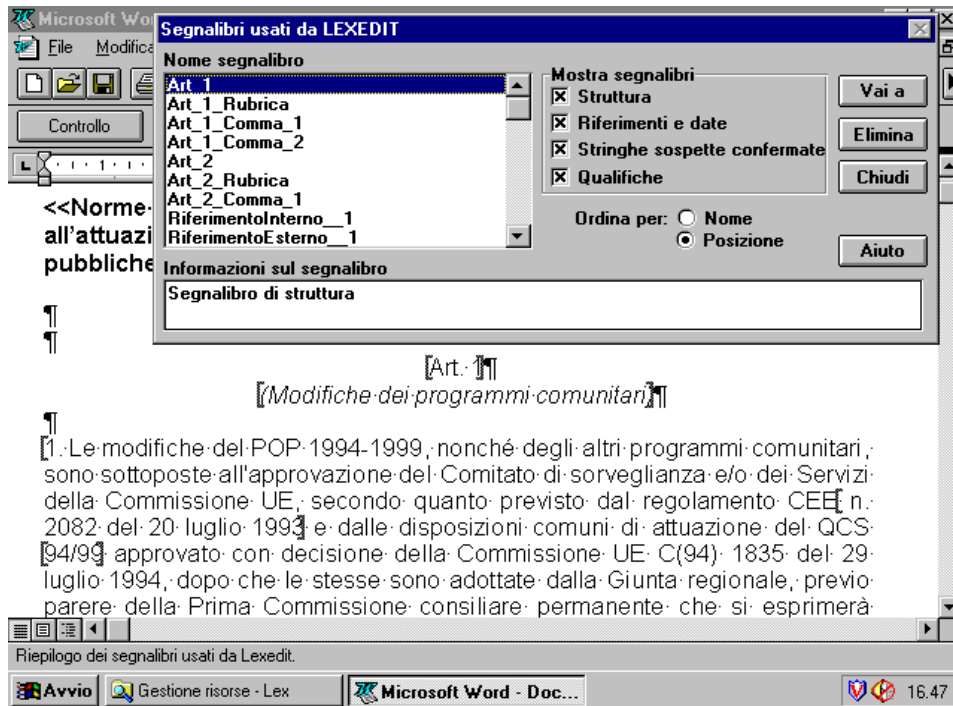 Microsoft Wor
Segnalibri usati da LEXEDIT
File Modifica
Nome segnalibro
Art_1
Art_1_Rubrica
Art_1_Comma_1
Art_1_Comma_2
Art_2
Art_2_Rubrica
Art_2_Comma_1
RiferimentoInterno__1
RiferimentoEsterno__1
Mostra segnalibri
Struttura
Riferimenti e date
Stringhe sospette confermate
Qualifiche
Ordina per: Nome
Posizione
Vai a
Elimina
Chiudi
Aiuto
Informazioni sul segnalibro
Segnalibro di struttura
Controllo
L 1
<<Norme
all'attuazi
pubbliche
¶
¶
[Art. 1]¶
[(Modifiche dei programmi comunitari)]¶
¶
[1. Le modifiche del POP 1994-1999, nonché degli altri programmi comunitari,
sono sottoposte all'approvazione del Comitato di sorveglianza e/o dei Servizi
della Commissione UE, secondo quanto previsto dal regolamento CEE[ n.
2082 del 20 luglio 1993] e dalle disposizioni comuni di attuazione del QCS
[94/99] approvato con decisione della Commissione UE C(94) 1835 del 29
luglio 1994, dopo che le stesse sono adottate dalla Giunta regionale, previo
parere della Prima Commissione consiliare permanente che si esprimerà
Riepilogo dei segnalibri usati da Lexedit.
Avvio
Gestione risorse - Lex
Microsoft Word - Doc...
16.47